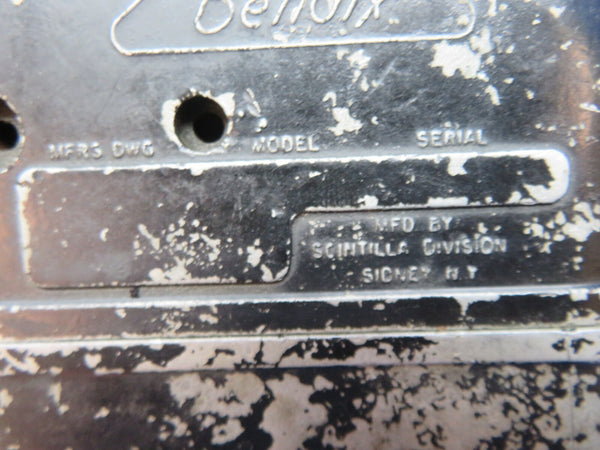 Bendix
MFRS DWG MODEL SERIAL
MFD BY
SCINTILLA DIVISION
SIDNEY N.Y